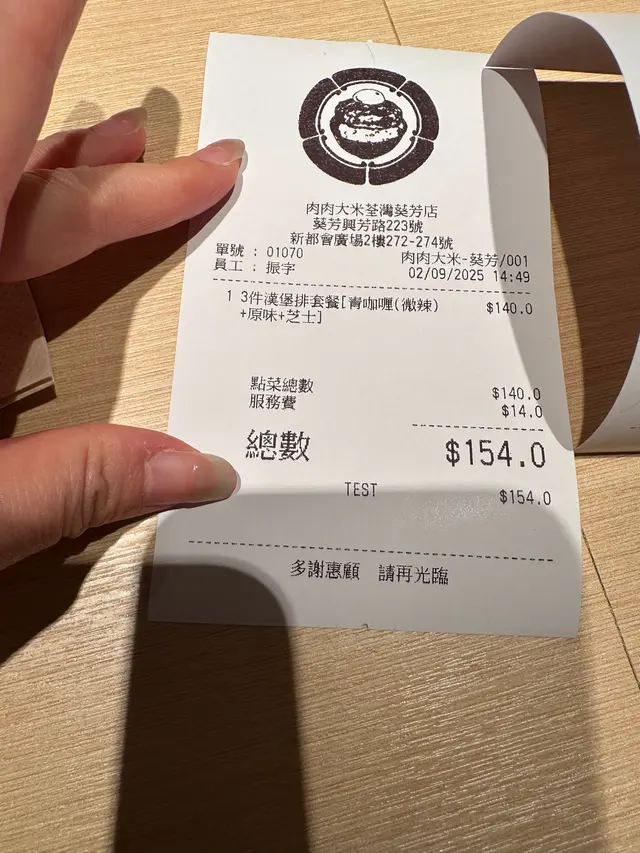 肉肉大米荃灣葵芳店
葵芳興芳路223號
新都會廣場2樓272-274號
單號 : 01070 肉肉大米-葵芳/001
員工 : 振宇 02/09/2025 14:49
1 3件漢堡排套餐[青咖喱(微辣) $140.0
+原味+芝士]
點菜總數 $140.0
服務費 $14.0
總數 $154.0
TEST $154.0
多謝惠顧 請再光臨